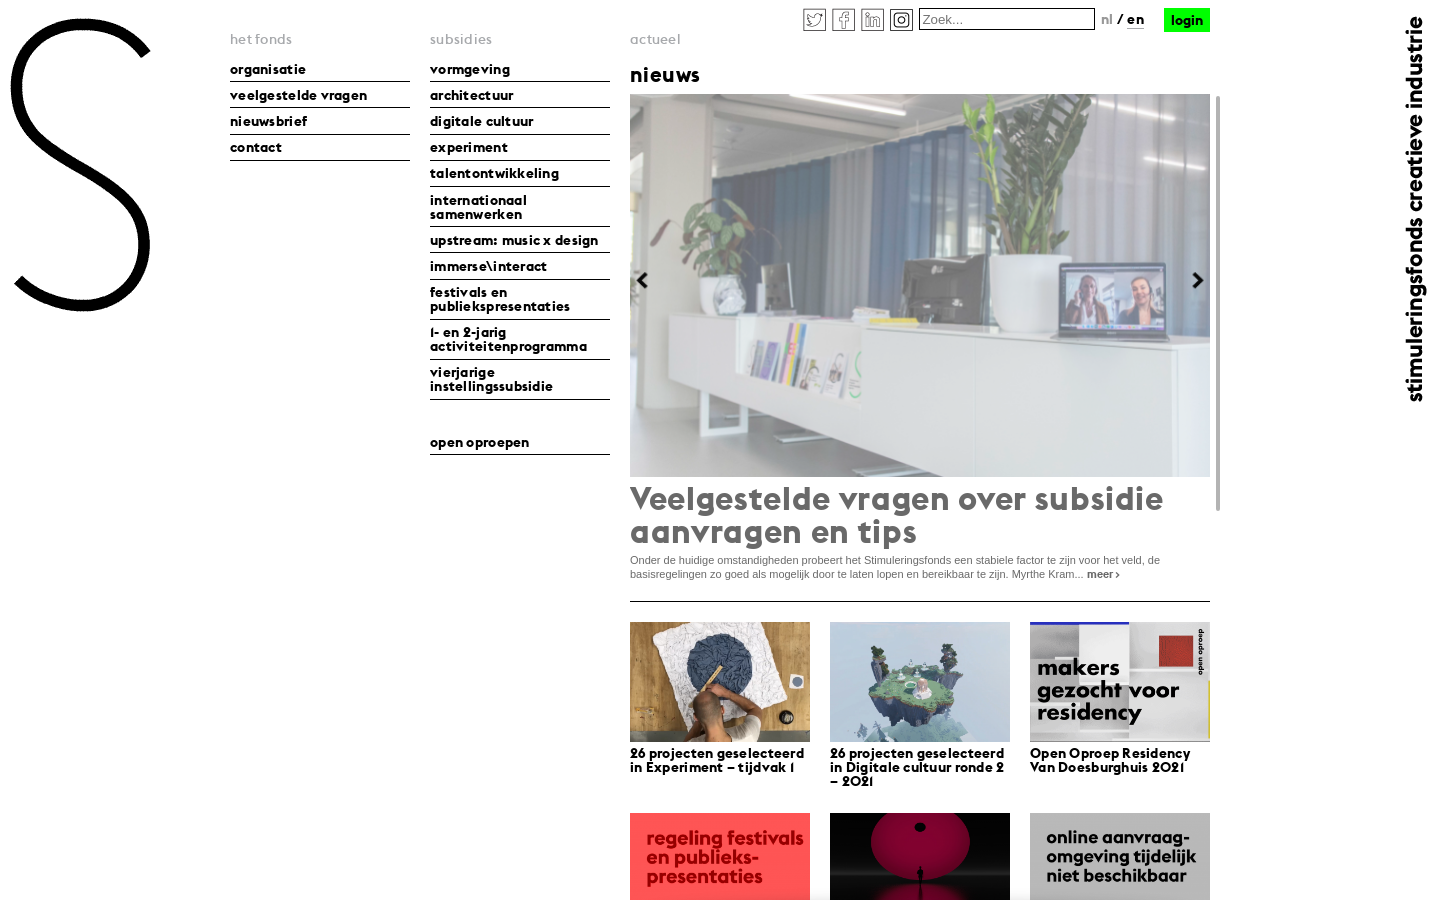 S
Zoek...
nl / en
login
het fonds
organisatie
veelgestelde vragen
nieuwsbrief
contact
subsidies
vormgeving
architectuur
digitale cultuur
experiment
talentontwikkeling
internationaal
samenwerken
upstream: music x design
immerse\interact
festivals en
publiekspresentaties
1- en 2-jarig
activiteitenprogramma
vierjarige
instellingssubsidie
open oproepen
actueel
nieuws
Veelgestelde vragen over subsidie
aanvragen en tips
Onder de huidige omstandigheden probeert het Stimuleringsfonds een stabiele factor te zijn voor het veld, de
basisregelingen zo goed als mogelijk door te laten lopen en bereikbaar te zijn. Myrthe Kram... meer ›
26 projecten geselecteerd
in Experiment – tijdvak 1
26 projecten geselecteerd
in Digitale cultuur ronde 2
– 2021
makers
gezocht voor
residency
open oproep
Open Oproep Residency
Van Doesburghuis 2021
regeling festivals
en publieks-
presentaties
online aanvraag-
omgeving tijdelijk
niet beschikbaar
stimuleringsfonds creatieve industrie